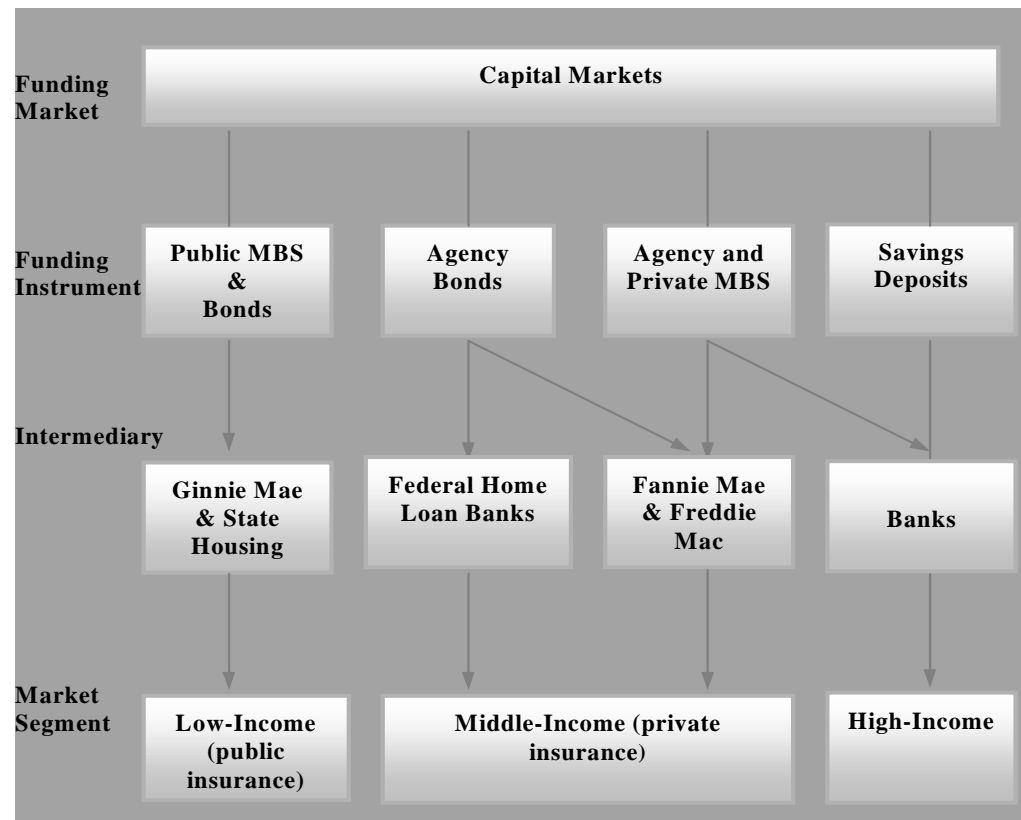 Funding
Market
Capital Markets
Funding
Instrument
Public MBS
&
Bonds
Agency
Bonds
Agency and
Private MBS
Savings
Deposits
Intermediary
Ginnie Mae
& State
Housing
Federal Home
Loan Banks
Fannie Mae
& Freddie
Mac
Banks
Market
Segment
Low-Income
(public
insurance)
Middle-Income (private
insurance)
High-Income